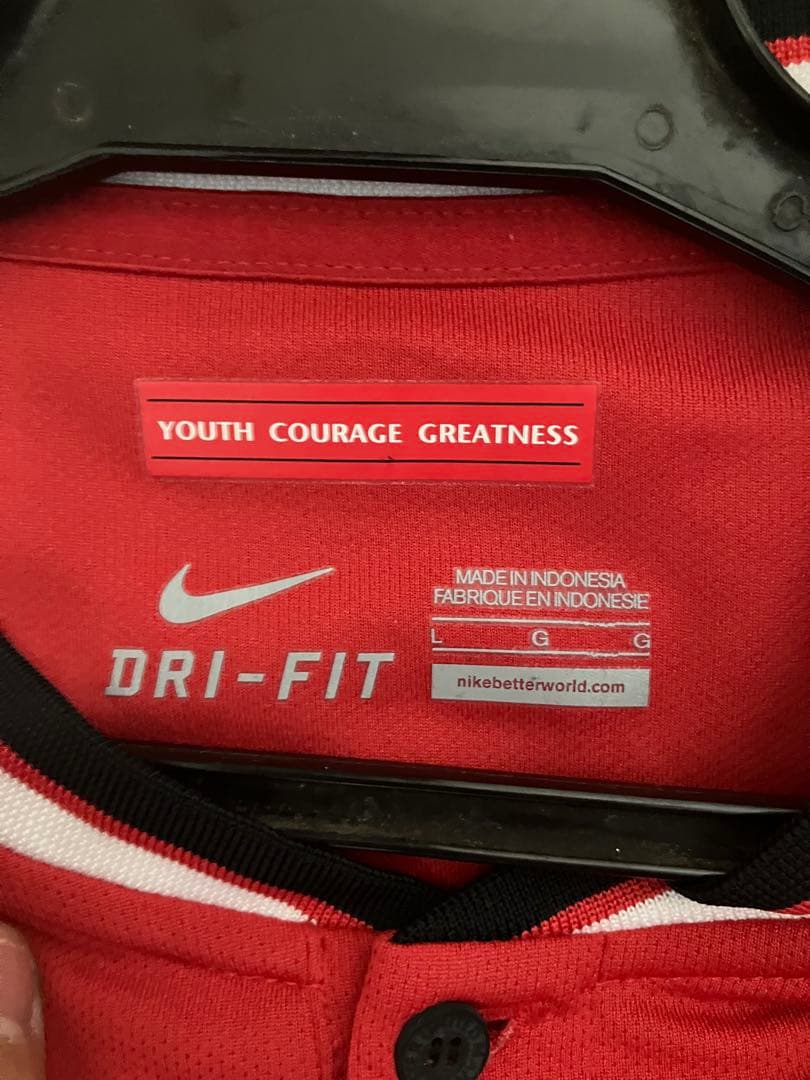 YOUTH COURAGE GREATNESS
DRI-FIT
MADE IN INDONESIA
FABRIQUE EN INDONESIE
L G G
nikebetterworld.com